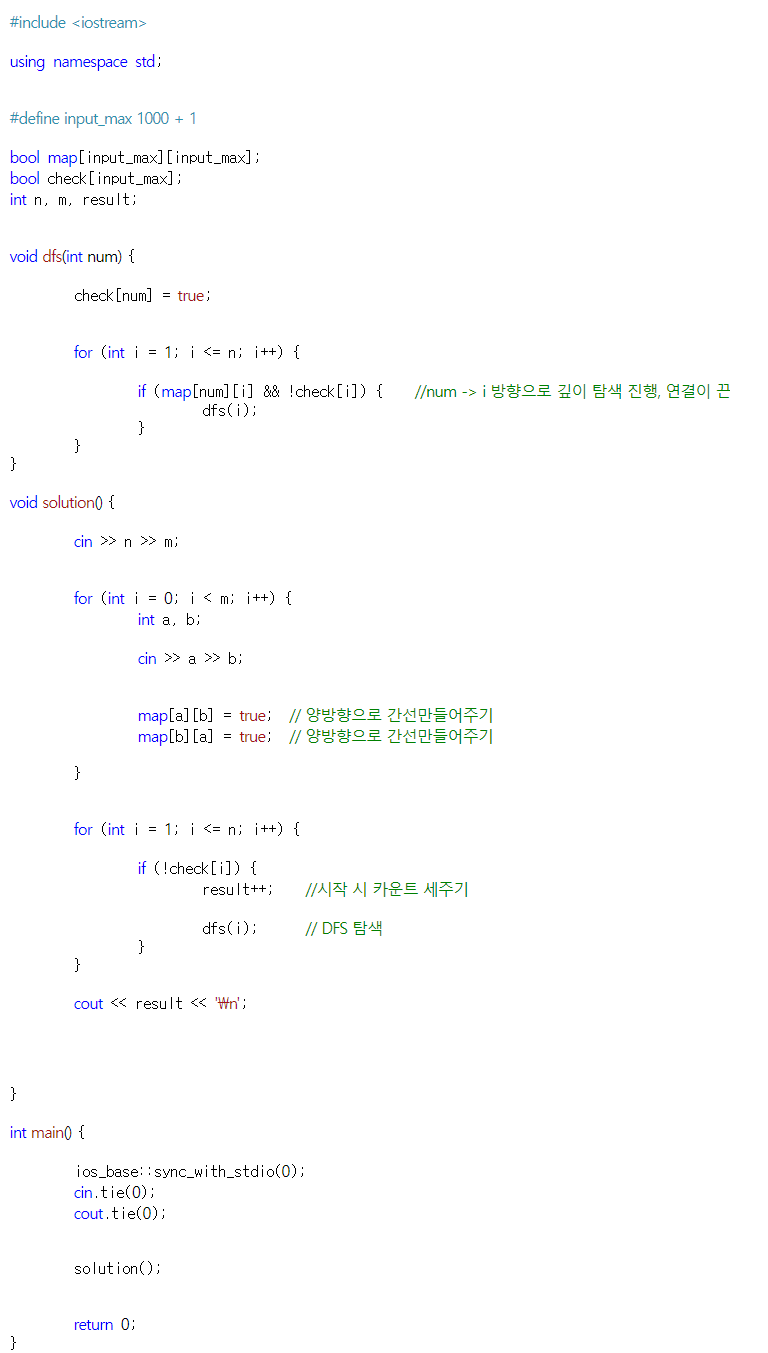 #include <iostream>
using namespace std;
#define input_max 1000 + 1
bool map[input_max][input_max];
bool check[input_max];
int n, m, result;
void dfs(int num) {
check[num] = true;
for (int i = 1; i <= n; i++) {
if (map[num][i] && !check[i]) { //num -> i 방향으로 깊이 탐색 진행, 연결이 끈
dfs(i);
}
}
}
void solution() {
cin >> n >> m;
for (int i = 0; i < m; i++) {
int a, b;
cin >> a >> b;
map[a][b] = true; // 양방향으로 간선만들어주기
map[b][a] = true; // 양방향으로 간선만들어주기
}
for (int i = 1; i <= n; i++) {
if (!check[i]) {
result++; //시작 시 카운트 세주기
dfs(i); // DFS 탐색
}
}
cout << result << '₩n';
}
int main() {
ios_base::sync_with_stdio(0);
cin.tie(0);
cout.tie(0);
solution();
return 0;
}